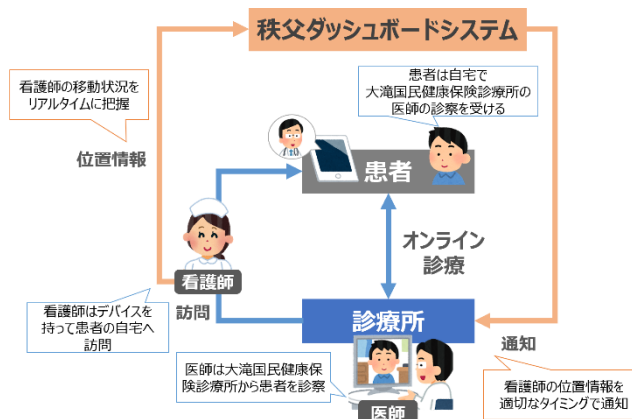 秩父ダッシュボードシステム
看護師の移動状況を
リアルタイムに把握
患者は自宅で
大滝国民健康保険診療所の
医師の診察を受ける
位置情報
患者
オンライン
診療
看護師
訪問
看護師はデバイスを
持って患者の自宅へ
訪問
診療所
通知
医師は大滝国民健康保
険診療所から患者を診察
看護師の位置情報を
適切なタイミングで通知
医師